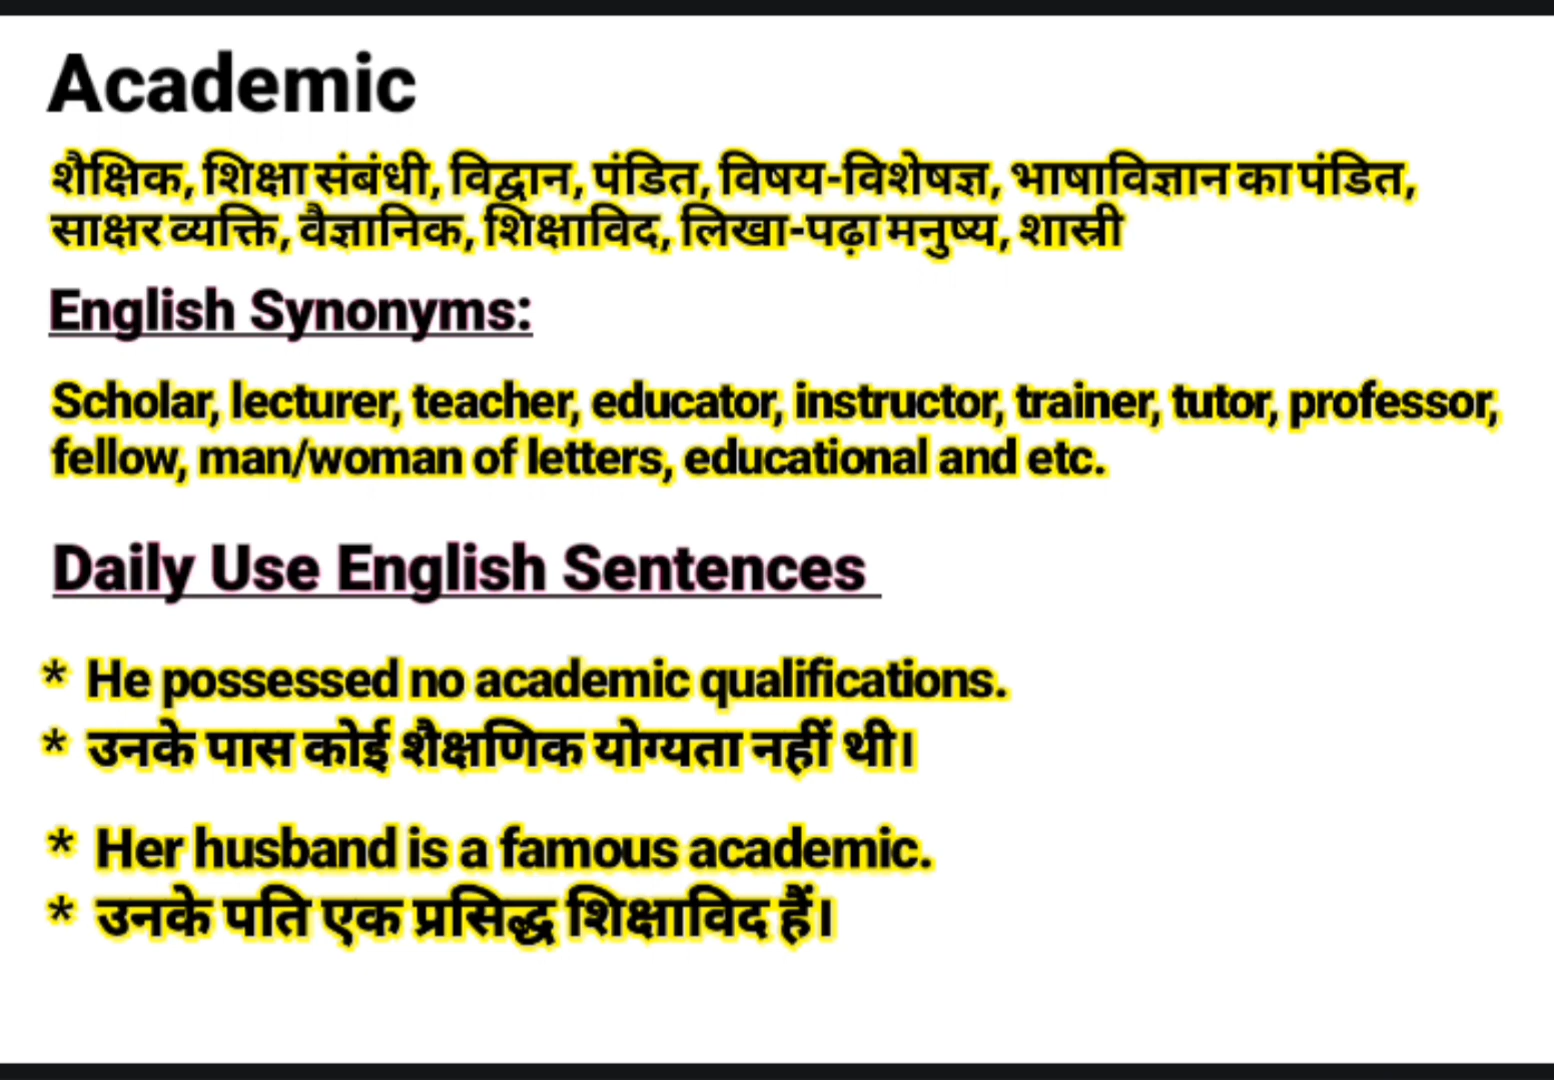 Academic
शैक्षिक, शिक्षा संबंधी, विद्वान, पंडित, विषय-विशेषज्ञ, भाषाविज्ञान का पंडित,
साक्षर व्यक्ति, वैज्ञानिक, शिक्षाविद, लिखा-पढ़ा मनुष्य, शास्री
English Synonyms:
Scholar, lecturer, teacher, educator, instructor, trainer, tutor, professor,
fellow, man/woman of letters, educational and etc.
Daily Use English Sentences
* He possessed no academic qualifications.
* उनके पास कोई शैक्षणिक योग्यता नहीं थी।
* Her husband is a famous academic.
* उनके पति एक प्रसिद्ध शिक्षाविद हैं।